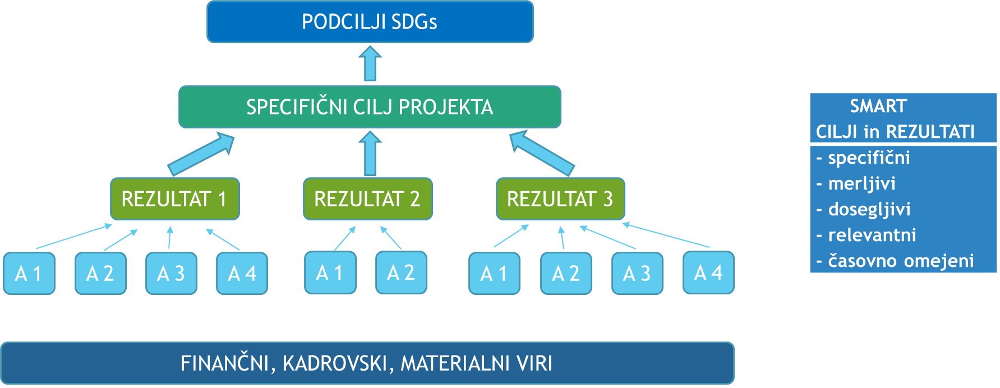 PODCILJI SDGs
SPECIFIČNI CILJ PROJEKTA
REZULTAT 1
REZULTAT 2
REZULTAT 3
A 1
A 2
A 3
A 4
A 1
A 2
A 1
A 2
A 3
A 4
FINANČNI, KADROVSKI, MATERIALNI VIRI
SMART
CILJI in REZULTATI
- specifični
- merljivi
- dosegljivi
- relevantni
- časovno omejeni